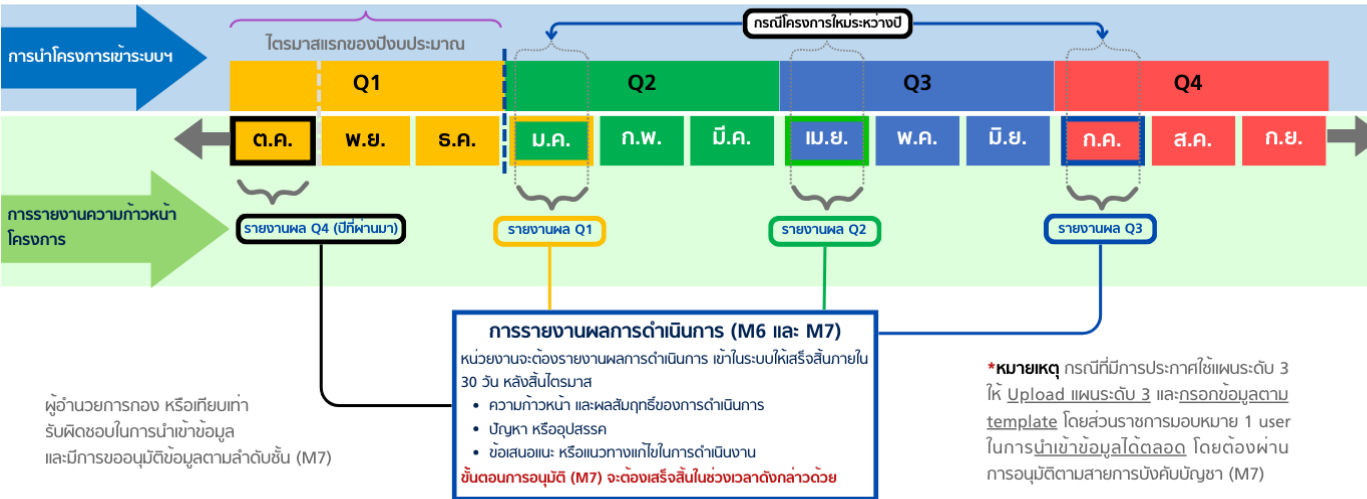 กรณีโครงการใหม่ระหว่างปี
ไตรมาสแรกของปีงบประมาณ
การนำโครงการเข้าระบบฯ
Q1
Q2
Q3
Q4
ต.ค.
พ.ย.
ธ.ค.
ม.ค.
ก.พ.
มี.ค.
เม.ย.
พ.ค.
มิ.ย.
ก.ค.
ส.ค.
ก.ย.
การรายงานความก้าวหน้า
โครงการ
รายงานผล Q4 (ปีที่ผ่านมา)
รายงานผล Q1
รายงานผล Q2
รายงานผล Q3
การรายงานผลการดำเนินการ (M6 และ M7)
หน่วยงานจะต้องรายงานผลการดำเนินการ เข้าในระบบให้เสร็จสิ้นภายใน
30 วัน หลังสิ้นไตรมาส
• ความก้าวหน้า และผลสัมฤทธิ์ของการดำเนินการ
• ปัญหา หรืออุปสรรค
• ข้อเสนอแนะ หรือแนวทางแก้ไขในการดำเนินงาน
ขั้นตอนการอนุมัติ (M7) จะต้องเสร็จสิ้นในช่วงเวลาดังกล่าวด้วย
ผู้อำนวยการกอง หรือเทียบเท่า
รับผิดชอบในการนำเข้าข้อมูล
และมีการขออนุมัติข้อมูลตามลำดับชั้น (M7)
*หมายเหตุ กรณีที่มีการประกาศใช้แผนระดับ 3
ให้ Upload แผนระดับ 3 และกรอกข้อมูลตาม
template โดยส่วนราชการมอบหมาย 1 user
ในการนำเข้าข้อมูลได้ตลอด โดยต้องผ่าน
การอนุมัติตามสายการบังคับบัญชา (M7)